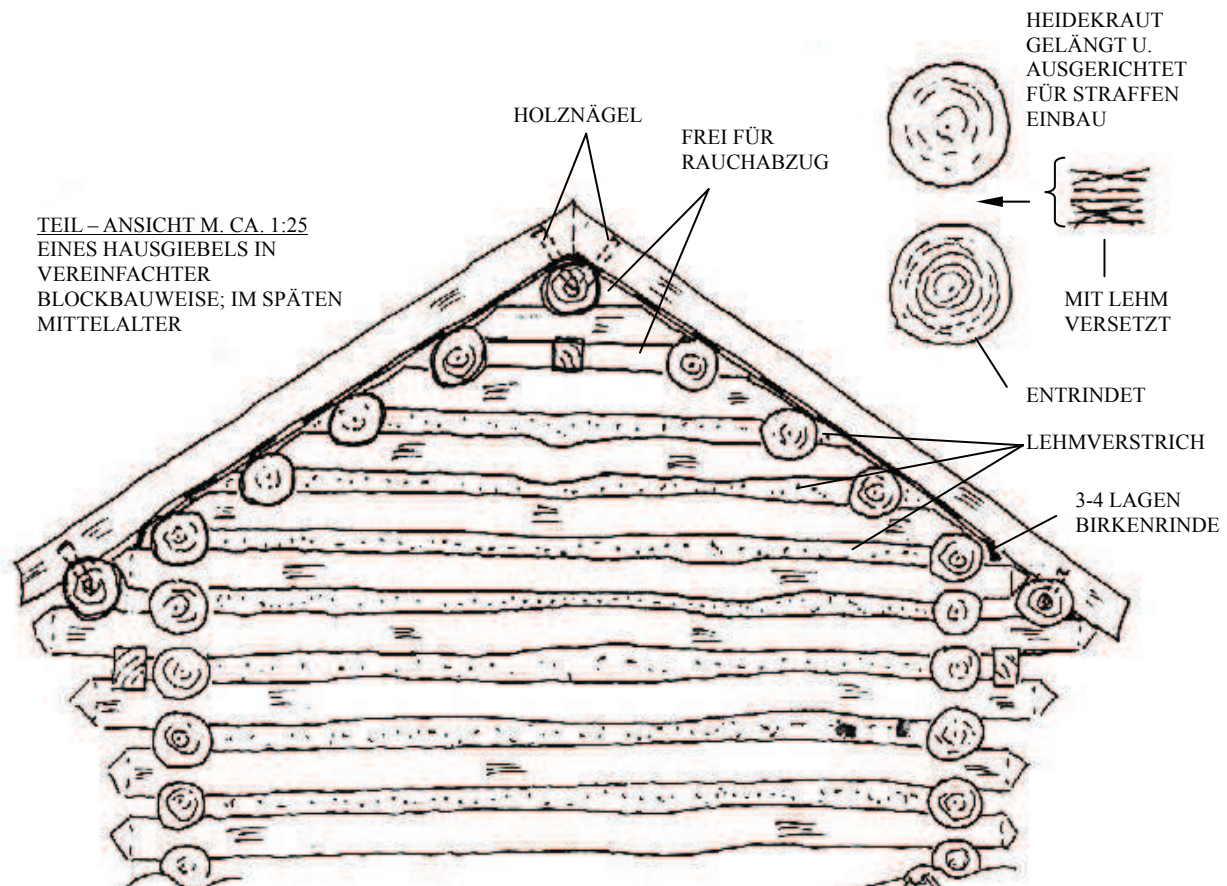 TEIL – ANSICHT M. CA. 1:25
EINES HAUSGIEBELS IN
VEREINFACHTER
BLOCKBAUWEISE; IM SPÄTEN
MITTELALTER
HOLZNÄGEL
FREI FÜR
RAUCHABZUG
HEIDEKRAUT
GELÄNGT U.
AUSGERICHTET
FÜR STRAFFEN
EINBAU
MIT LEHM
VERSETZT
ENTRINDET
LEHMVERSTRICH
3-4 LAGEN
BIRKENRINDE